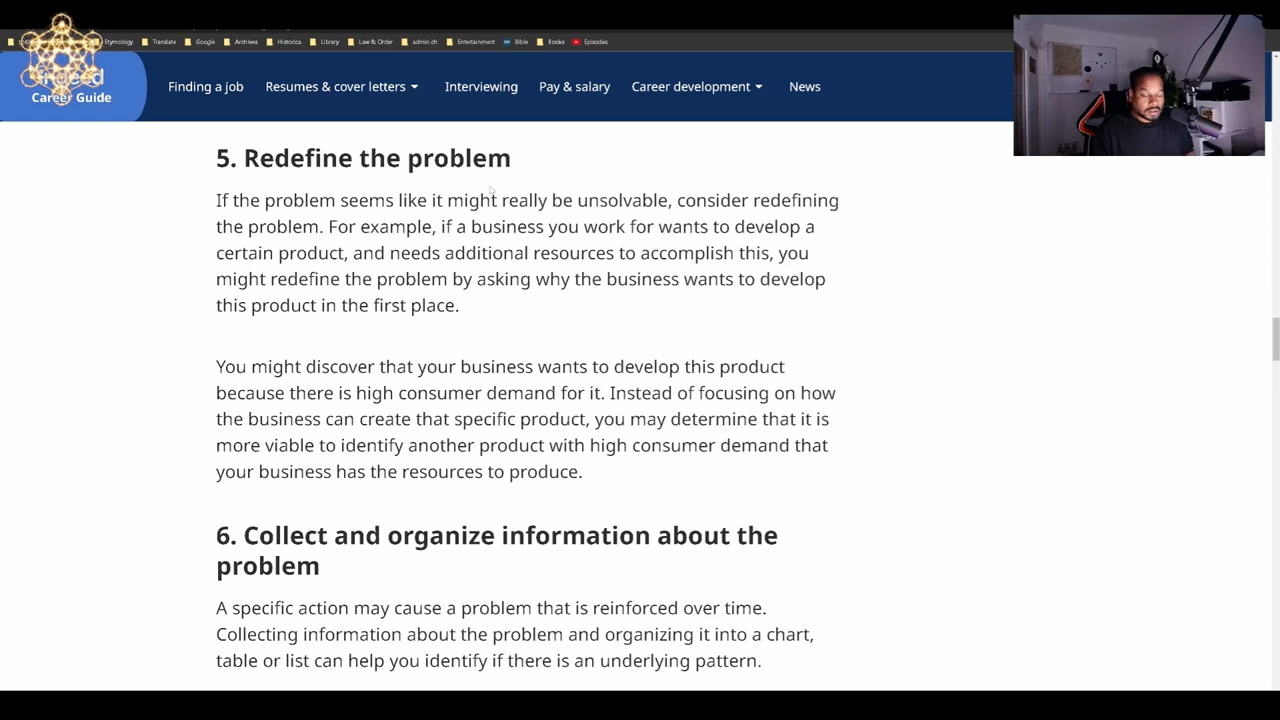 Etymology Translate Google Archives Historica Library Law & Order admin.ch Entertainment Bible Books Episodes
Career Guide
Finding a job Resumes & cover letters Interviewing Pay & salary Career development News
5. Redefine the problem
If the problem seems like it might really be unsolvable, consider redefining
the problem. For example, if a business you work for wants to develop a
certain product, and needs additional resources to accomplish this, you
might redefine the problem by asking why the business wants to develop
this product in the first place.
You might discover that your business wants to develop this product
because there is high consumer demand for it. Instead of focusing on how
the business can create that specific product, you may determine that it is
more viable to identify another product with high consumer demand that
your business has the resources to produce.
6. Collect and organize information about the
problem
A specific action may cause a problem that is reinforced over time.
Collecting information about the problem and organizing it into a chart,
table or list can help you identify if there is an underlying pattern.